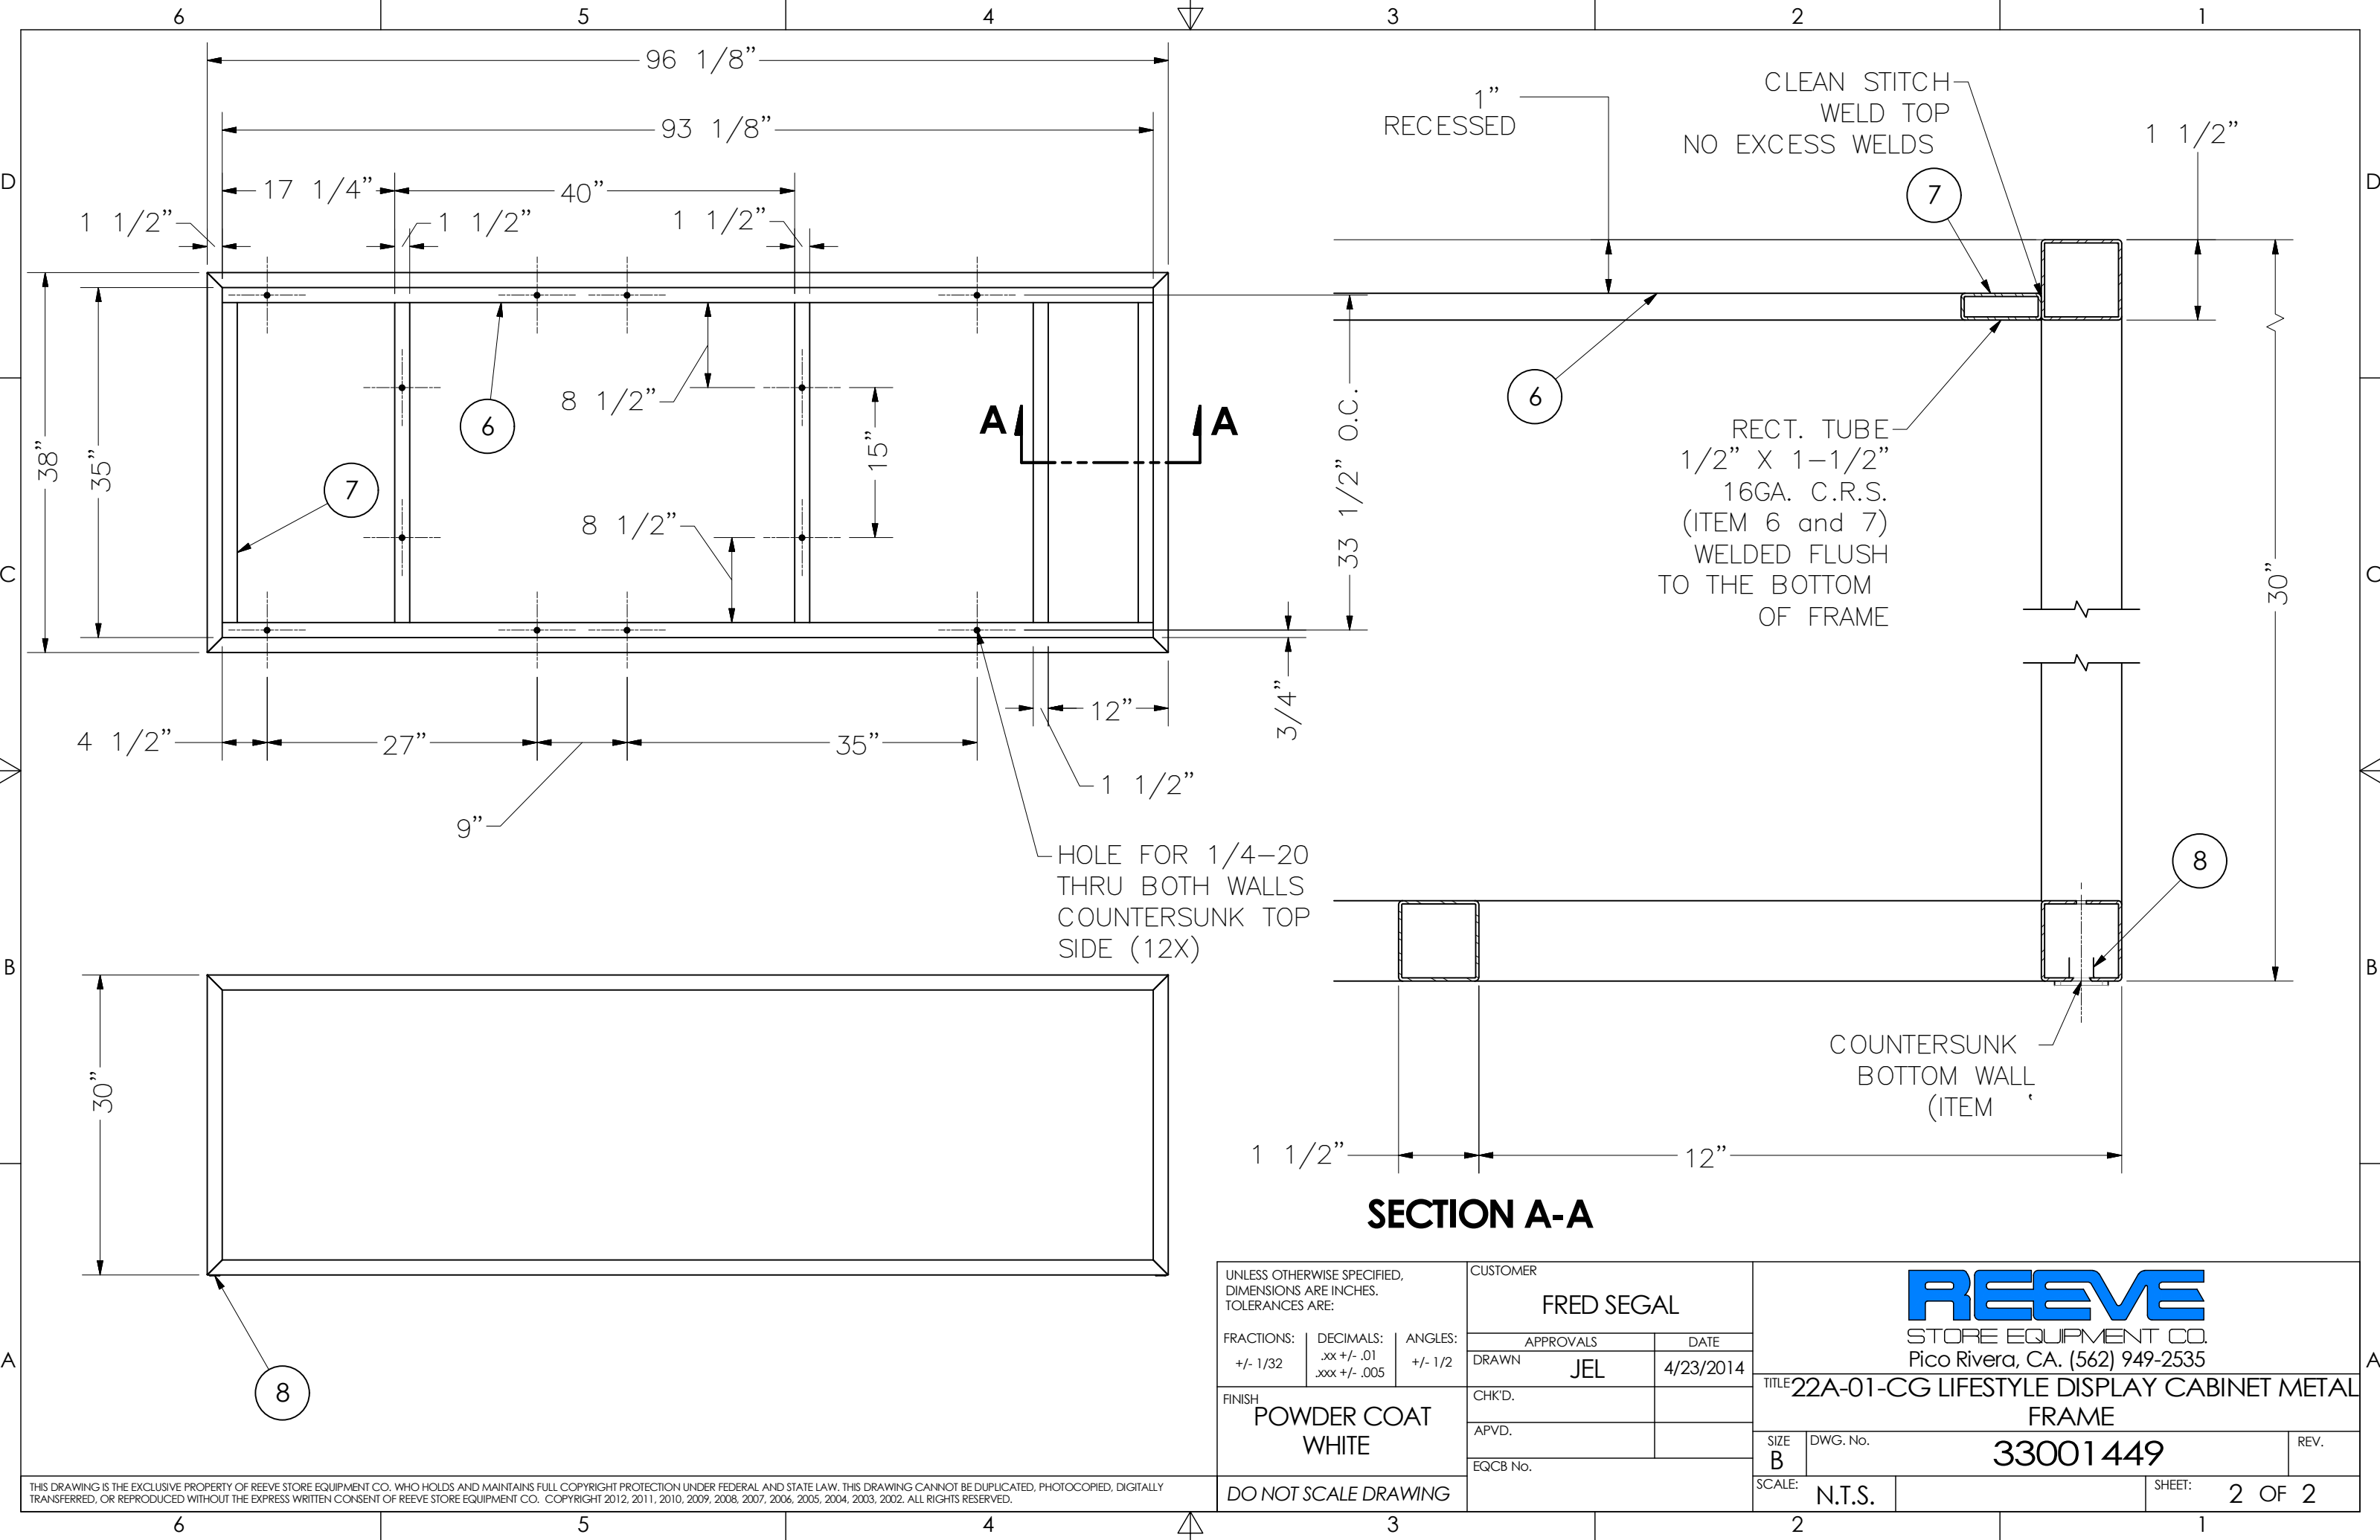 6 5 4 3 2 1
D
C
B
A
D
C
B
A
96 1/8”
93 1/8”
17 1/4”
40”
1 1/2”
1 1/2”
1 1/2”
38”
35”
8 1/2”
6
15”
7
8 1/2”
A
A
33 1/2” O.C.
3/4”
12”
4 1/2”
27”
35”
1 1/2”
9”
HOLE FOR 1/4–20
THRU BOTH WALLS
COUNTERSUNK TOP
SIDE (12X)
30”
8
1”
RECESSED
CLEAN STITCH
WELD TOP
NO EXCESS WELDS
7
1 1/2”
6
RECT. TUBE
1/2” X 1–1/2”
16GA. C.R.S.
(ITEM 6 and 7)
WELDED FLUSH
TO THE BOTTOM
OF FRAME
30”
8
COUNTERSUNK
BOTTOM WALL
(ITEM
1 1/2”
12”
SECTION A-A
UNLESS OTHERWISE SPECIFIED,
DIMENSIONS ARE INCHES.
TOLERANCES ARE:
FRACTIONS: DECIMALS: ANGLES:
+/- 1/32 .xx +/- .01 +/- 1/2
.xxx +/- .005
FINISH
POWDER COAT
WHITE
DO NOT SCALE DRAWING
CUSTOMER
FRED SEGAL
APPROVALS DATE
DRAWN JEL 4/23/2014
CHK'D.
APVD.
EQCB No.
REEVE
STORE EQUIPMENT CO.
Pico Rivera, CA. (562) 949-2535
TITLE 22A-01-CG LIFESTYLE DISPLAY CABINET METAL
FRAME
SIZE B DWG. No. 33001449 REV.
SCALE: N.T.S. SHEET: 2 OF 2
THIS DRAWING IS THE EXCLUSIVE PROPERTY OF REEVE STORE EQUIPMENT CO. WHO HOLDS AND MAINTAINS FULL COPYRIGHT PROTECTION UNDER FEDERAL AND STATE LAW. THIS DRAWING CANNOT BE DUPLICATED, PHOTOCOPIED, DIGITALLY
TRANSFERRED, OR REPRODUCED WITHOUT THE EXPRESS WRITTEN CONSENT OF REEVE STORE EQUIPMENT CO. COPYRIGHT 2012, 2011, 2010, 2009, 2008, 2007, 2006, 2005, 2004, 2003, 2002. ALL RIGHTS RESERVED.
6 5 4 3 2 1